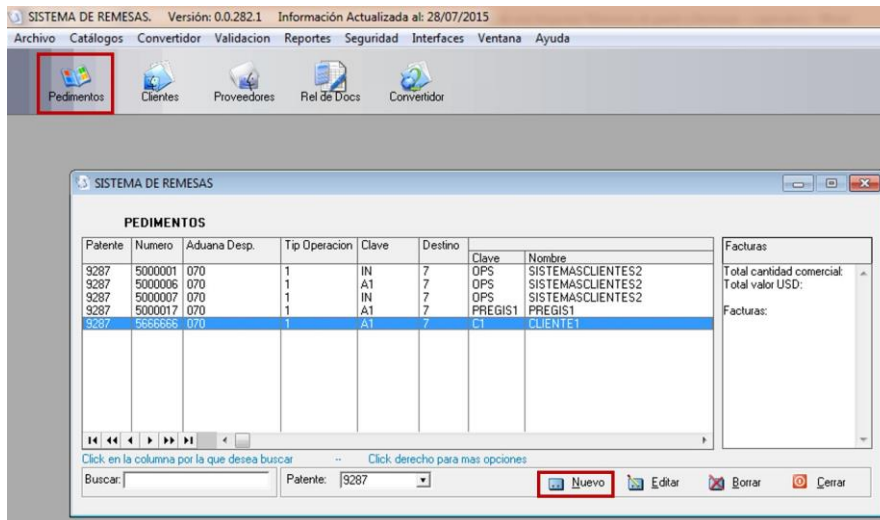 SISTEMA DE REMESAS. Versión: 0.0.282.1 Información Actualizada al: 28/07/2015
Archivo Catálogos Convertidor Validacion Reportes Seguridad Interfaces Ventana Ayuda
Pedimentos Clientes Proveedores Rel de Docs Convertidor
SISTEMA DE REMESAS
PEDIMENTOS
Patente Numero Aduana Desp. Tip Operacion Clave Destino Facturas
Clave Nombre
9287 5000001 070 1 IN 7 OPS SISTEMASCLIENTES2 Total cantidad comercial:
9287 5000006 070 1 A1 7 OPS SISTEMASCLIENTES2 Total valor USD:
9287 5000007 070 1 IN 7 OPS SISTEMASCLIENTES2
9287 5000017 070 1 A1 7 PREGIS1 PREGIS1 Facturas:
9287 5666666 070 1 A1 7 C1 CLIENTE1
Click en la columna por la que desea buscar -- Click derecho para mas opciones
Buscar: Patente: 9287 Nuevo Editar Borrar Cerrar